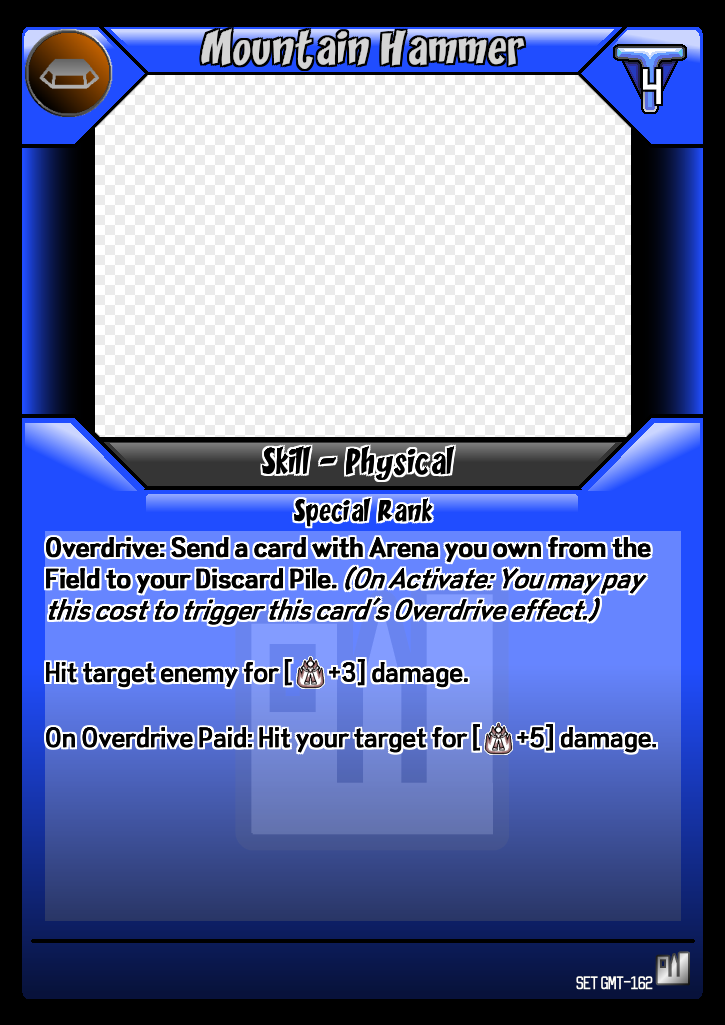 Mountain Hammer
4
Skill - Physical
Special Rank
Overdrive: Send a card with Arena you own from the
Field to your Discard Pile. (On Activate: You may pay
this cost to trigger this card's Overdrive effect.)
Hit target enemy for [ +3] damage.
On Overdrive Paid: Hit your target for [ +5] damage.
SET GMT-162